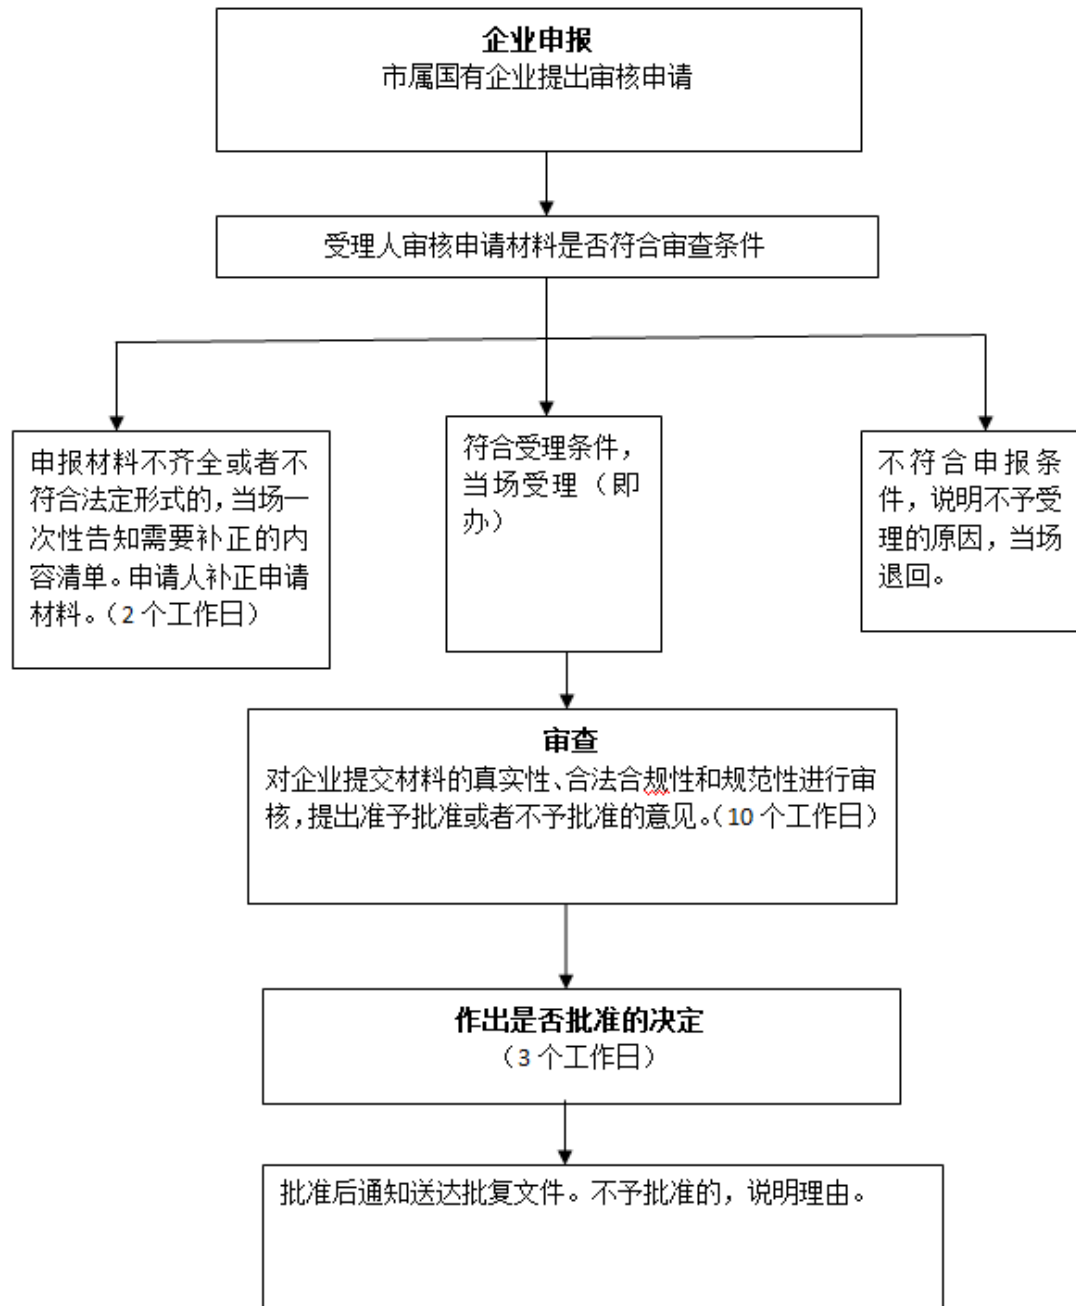 企业申报
市属国有企业提出审核申请
受理人审核申请材料是否符合审查条件
申报材料不齐全或者不
符合法定形式的，当场一
次性告知需要补正的内
容清单。申请人补正申请
材料。（2 个工作日）
符合受理条件，
当场受理（即
办）
不符合申报条
件，说明不予受
理的原因，当场
退回。
审查
对企业提交材料的真实性、合法合规性和规范性进行审
核，提出准予批准或者不予批准的意见。（10 个工作日）
作出是否批准的决定
（3 个工作日）
批准后通知送达批复文件。不予批准的，说明理由。